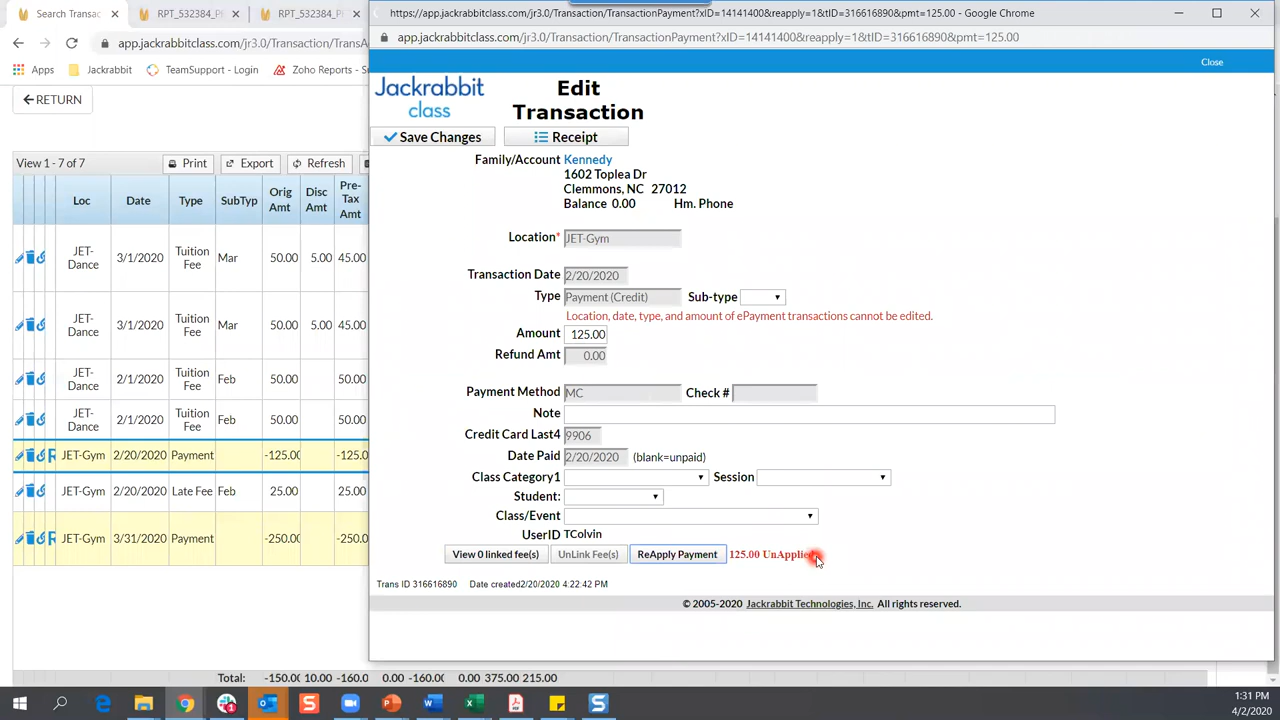 Search Transa
RPT_532384_P
RPT_532384_P
https://app.jackrabbitclass.com/jr3.0/Transaction/TransactionPayment?xID=14141400&reapply=1&tID=316616890&pmt=125.00 - Google Chrome
app.jackrabbitclass.com/jr3.0/Transaction/TransA
app.jackrabbitclass.com/jr3.0/Transaction/TransactionPayment?xID=14141400&reapply=1&tID=316616890&pmt=125.00
Apps Jackrabbit TeamSupport - Login Zoho Reports - S
Close
RETURN
Jackrabbit class
Edit Transaction
Save Changes Receipt
Family/Account Kennedy
1602 Toplea Dr
Clemmons, NC 27012
Balance 0.00 Hm. Phone
View 1 - 7 of 7 Print Export Refresh
Loc Date Type SubTyp Orig Amt Disc Amt Pre-Tax Amt
JET-Dance 3/1/2020 Tuition Fee Mar 50.00 5.00 45.00
JET-Dance 3/1/2020 Tuition Fee Mar 50.00 5.00 45.00
JET-Dance 2/1/2020 Tuition Fee Feb 50.00 50.00
JET-Dance 2/1/2020 Tuition Fee Feb 50.00 50.00
JET-Gym 2/20/2020 Payment -125.00 -125.0
JET-Gym 2/20/2020 Late Fee Feb 25.00 25.00
JET-Gym 3/31/2020 Payment -250.00 -250.0
Total: -150.00 10.00 -160.0 0.00 -160.00 0.00 375.00 215.00
Location* JET-Gym
Transaction Date 2/20/2020
Type Payment (Credit) Sub-type
Location, date, type, and amount of ePayment transactions cannot be edited.
Amount 125.00
Refund Amt 0.00
Payment Method MC Check #
Note
Credit Card Last4 9906
Date Paid 2/20/2020 (blank=unpaid)
Class Category1 Session
Student:
Class/Event
UserID TColvin
View 0 linked fee(s) UnLink Fee(s) ReApply Payment 125.00 UnApplie
Trans ID 316616890 Date created2/20/2020 4:22:42 PM
© 2005-2020 Jackrabbit Technologies, Inc. All rights reserved.
1:31 PM
4/2/2020